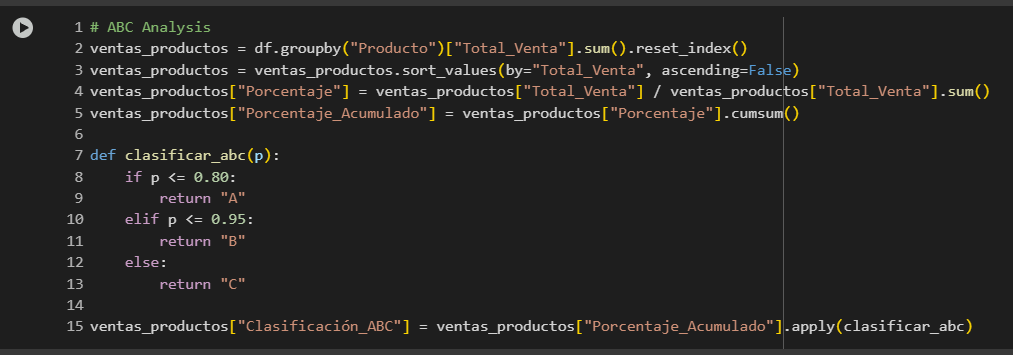 1 # ABC Analysis
2 ventas_productos = df.groupby("Producto")["Total_Venta"].sum().reset_index()
3 ventas_productos = ventas_productos.sort_values(by="Total_Venta", ascending=False)
4 ventas_productos["Porcentaje"] = ventas_productos["Total_Venta"] / ventas_productos["Total_Venta"].sum()
5 ventas_productos["Porcentaje_Acumulado"] = ventas_productos["Porcentaje"].cumsum()
6
7 def clasificar_abc(p):
8     if p <= 0.80:
9         return "A"
10     elif p <= 0.95:
11         return "B"
12     else:
13         return "C"
14
15 ventas_productos["Clasificación_ABC"] = ventas_productos["Porcentaje_Acumulado"].apply(clasificar_abc)